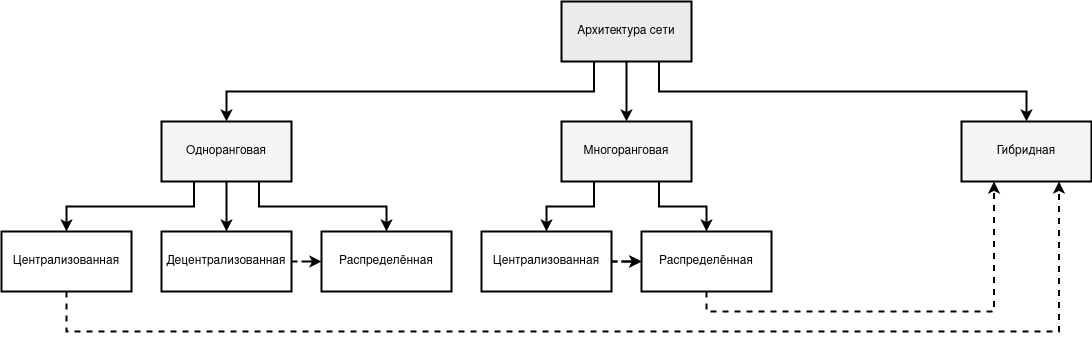 Архитектура сети
Одноранговая
Многоранговая
Гибридная
Централизованная
Децентрализованная
Распределённая
Централизованная
Распределённая